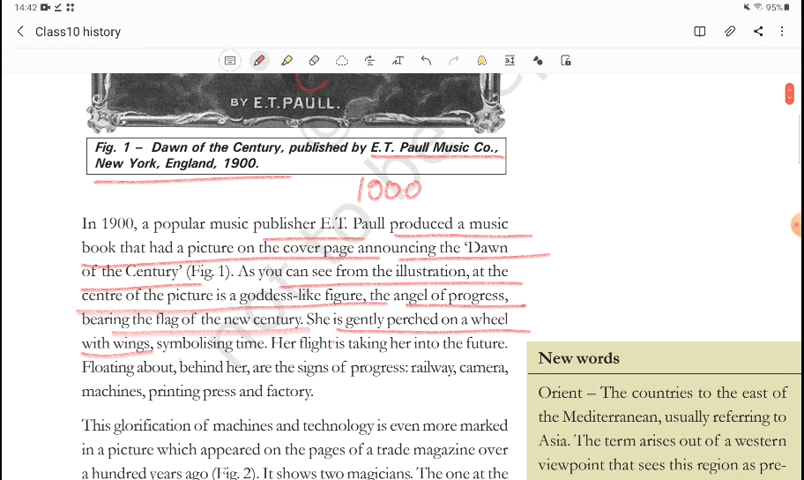 14:42
95%
Class10 history
BY E.T. PAULL.
Fig. 1 – Dawn of the Century, published by E.T. Paull Music Co.,
New York, England, 1900.
1900
In 1900, a popular music publisher E.T. Paull produced a music
book that had a picture on the cover page announcing the ‘Dawn
of the Century’ (Fig. 1). As you can see from the illustration, at the
centre of the picture is a goddess-like figure, the angel of progress,
bearing the flag of the new century. She is gently perched on a wheel
with wings, symbolising time. Her flight is taking her into the future.
Floating about, behind her, are the signs of progress: railway, camera,
machines, printing press and factory.
This glorification of machines and technology is even more marked
in a picture which appeared on the pages of a trade magazine over
a hundred years ago (Fig. 2). It shows two magicians. The one at the
New words
Orient – The countries to the east of
the Mediterranean, usually referring to
Asia. The term arises out of a western
viewpoint that sees this region as pre-
not to be